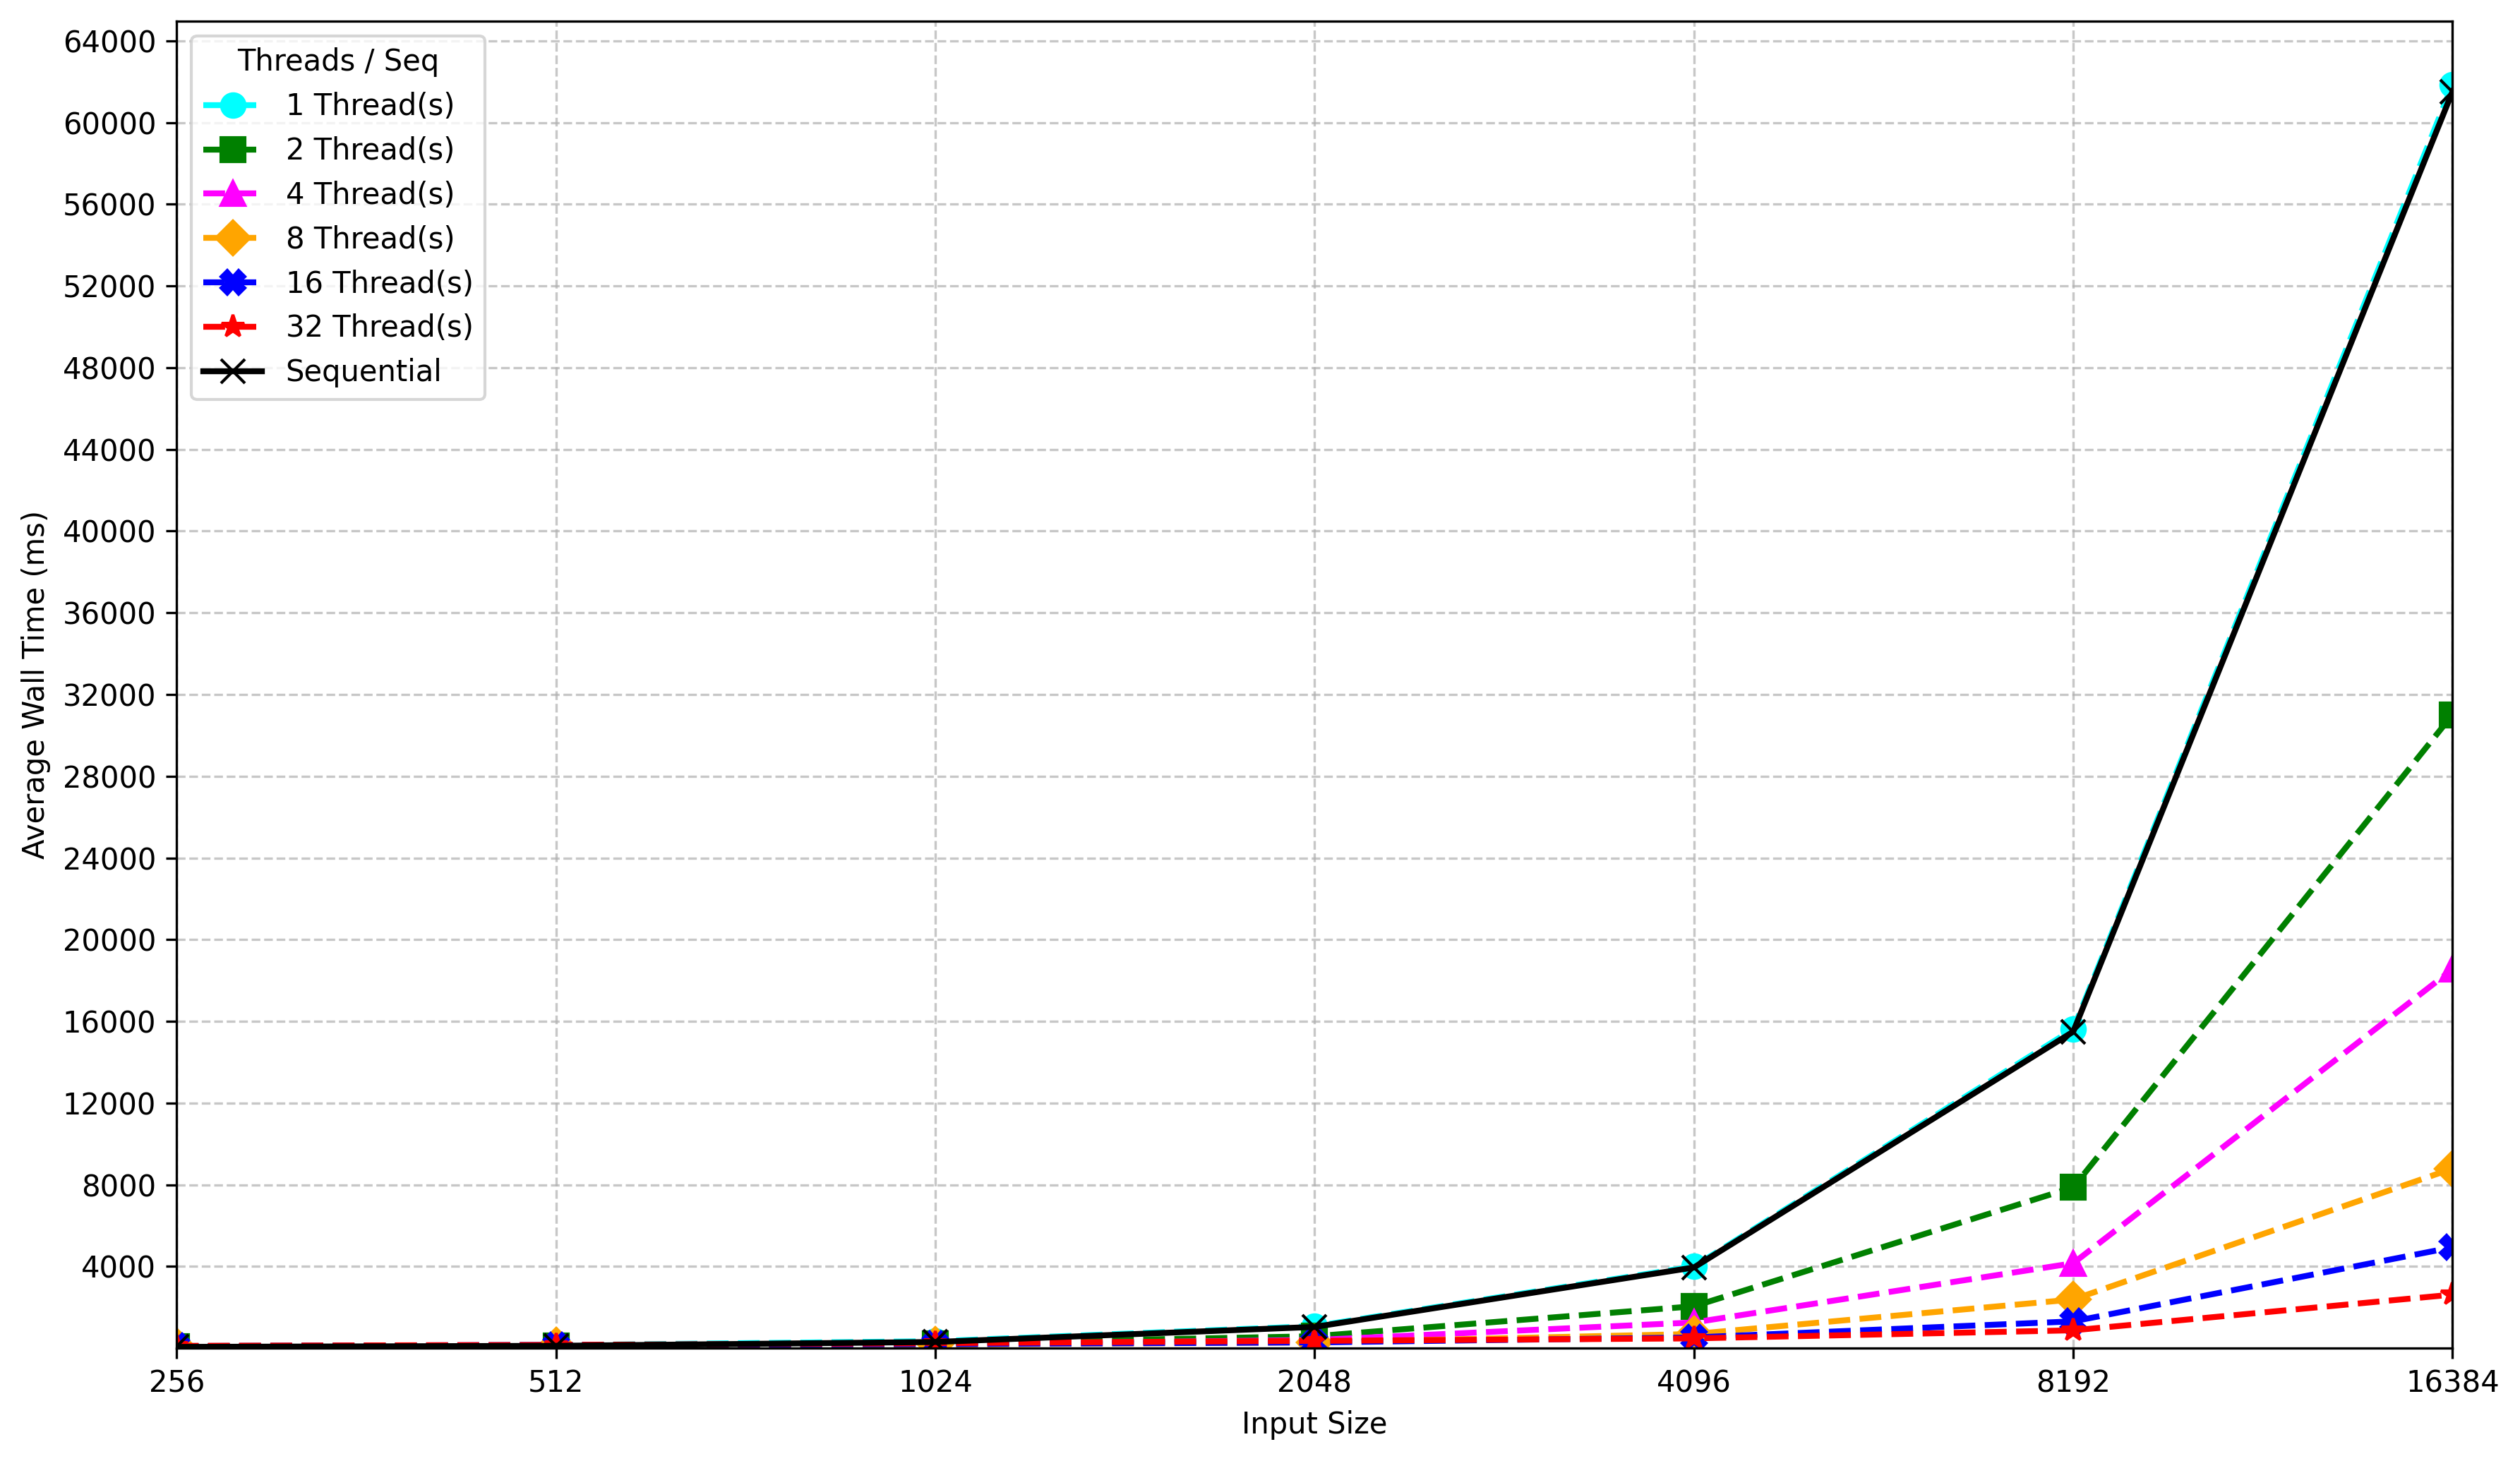 64000
60000
56000
52000
48000
44000
40000
36000
32000
28000
24000
20000
16000
12000
8000
4000
Average Wall Time (ms)
Threads / Seq
1 Thread(s)
2 Thread(s)
4 Thread(s)
8 Thread(s)
16 Thread(s)
32 Thread(s)
Sequential
256 512 1024 2048 4096 8192 16384
Input Size